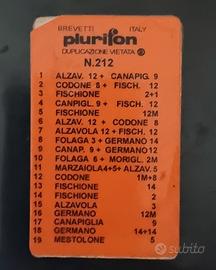 BREVETTI ITALY
plurifon
DUPLICAZIONE VIETATA
N.212
1 ALZAV. 12 + CANAPIG. 9
2 CODONE 8 + FISCH. 12
3 FISCHIONE 2+1
4 CANPIGL. 9 + FISCH. 12
5 FISCHIONE 12M
6 ALZAV. 12 + CODONE 8
7 ALZAVOLA 12 + FISCH. 12
8 FOLAGA 3 + GERMANO 12
9 CANAP. 9 + GERMANO 12
10 FOLAGA 6 + MORIGL. 2M
11 MARZAIOLA4+5+ ALZAV. 5
12 CODONE 1M+8
13 FISCHIONE 14
14 FISCHIONE 2
15 ALZAVOLA 3
16 GERMANO 12M
17 CANAPIGLIA 9
18 GERMANO 14+14
19 MESTOLONE 5
subito